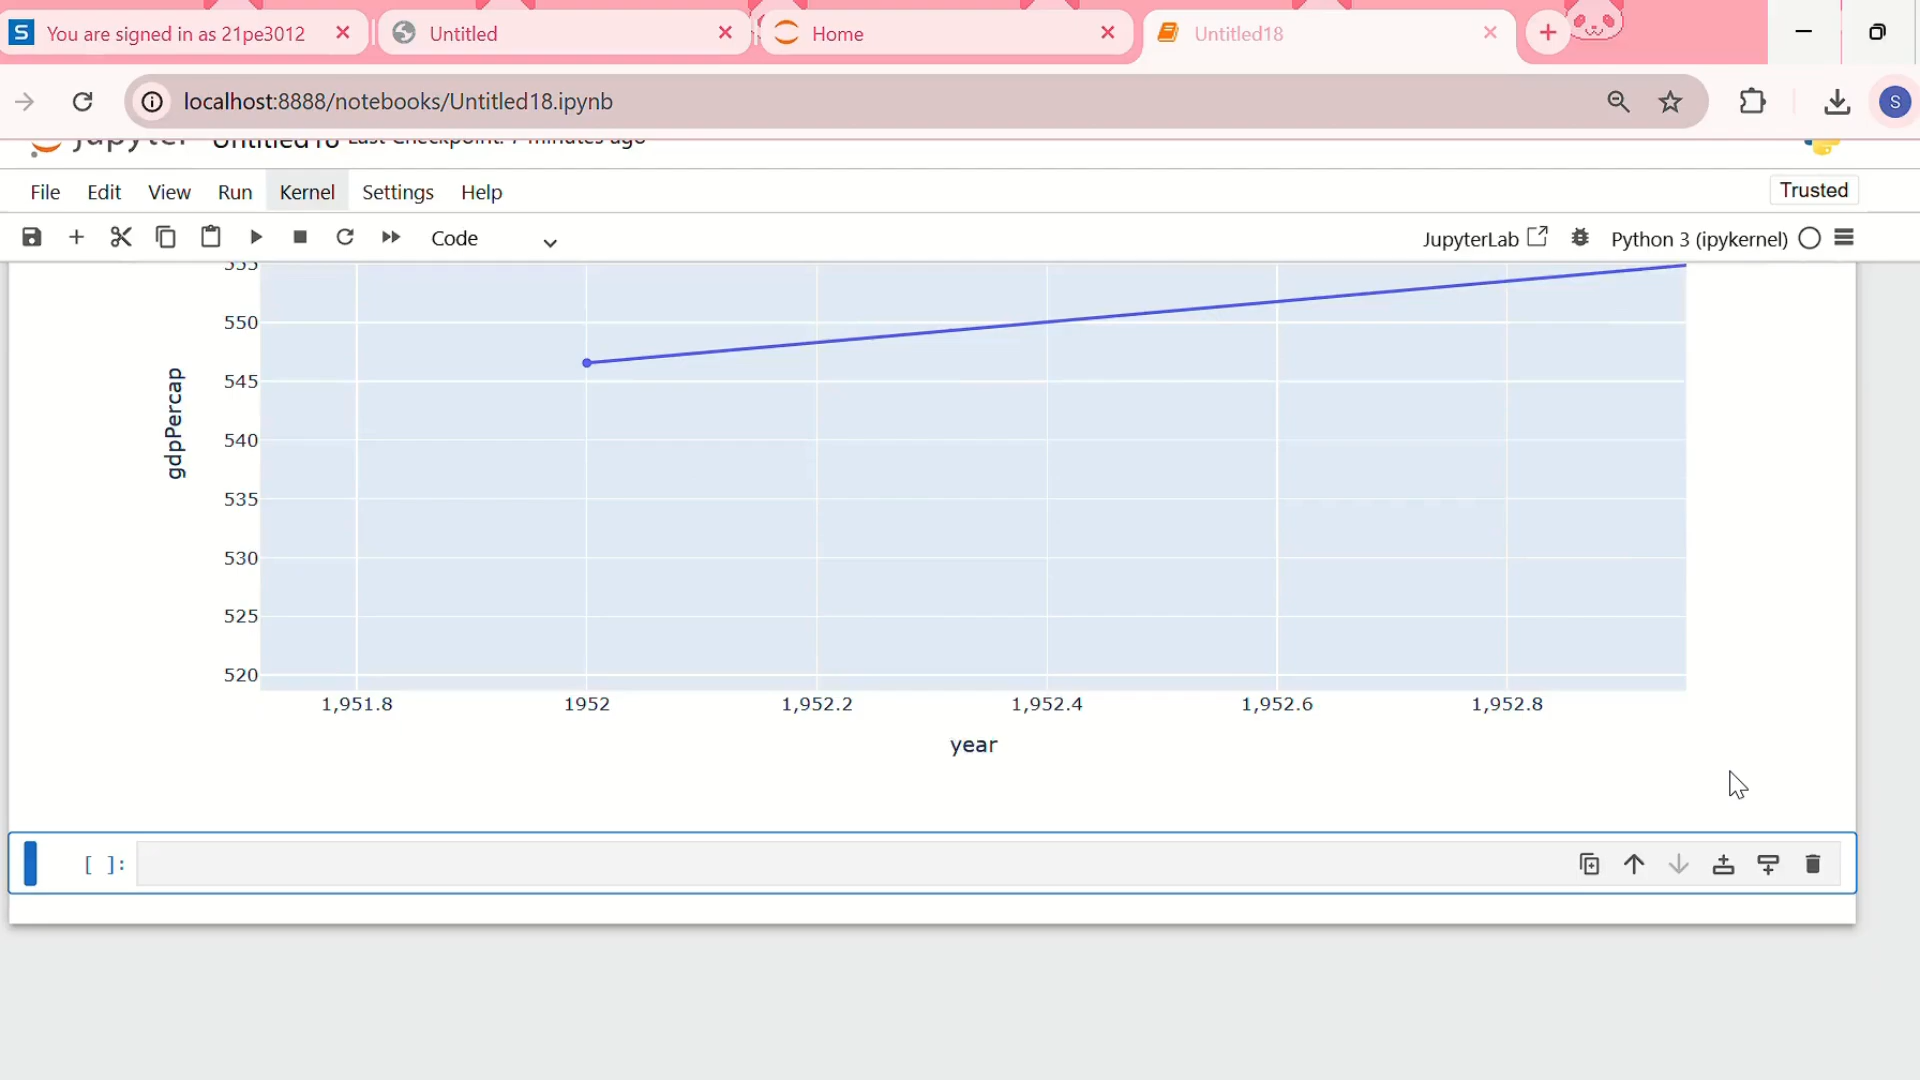 S You are signed in as 21pe3012
Untitled
Home
Untitled18
localhost:8888/notebooks/Untitled18.ipynb
S
jupyter Untitled18 Last Checkpoint: 7 minutes ago
File Edit View Run Kernel Settings Help
Trusted
Code
JupyterLab
Python 3 (ipykernel)
555
550
545
540
535
530
525
520
gdpPercap
1,951.8 1952 1,952.2 1,952.4 1,952.6 1,952.8
year
[ ]: